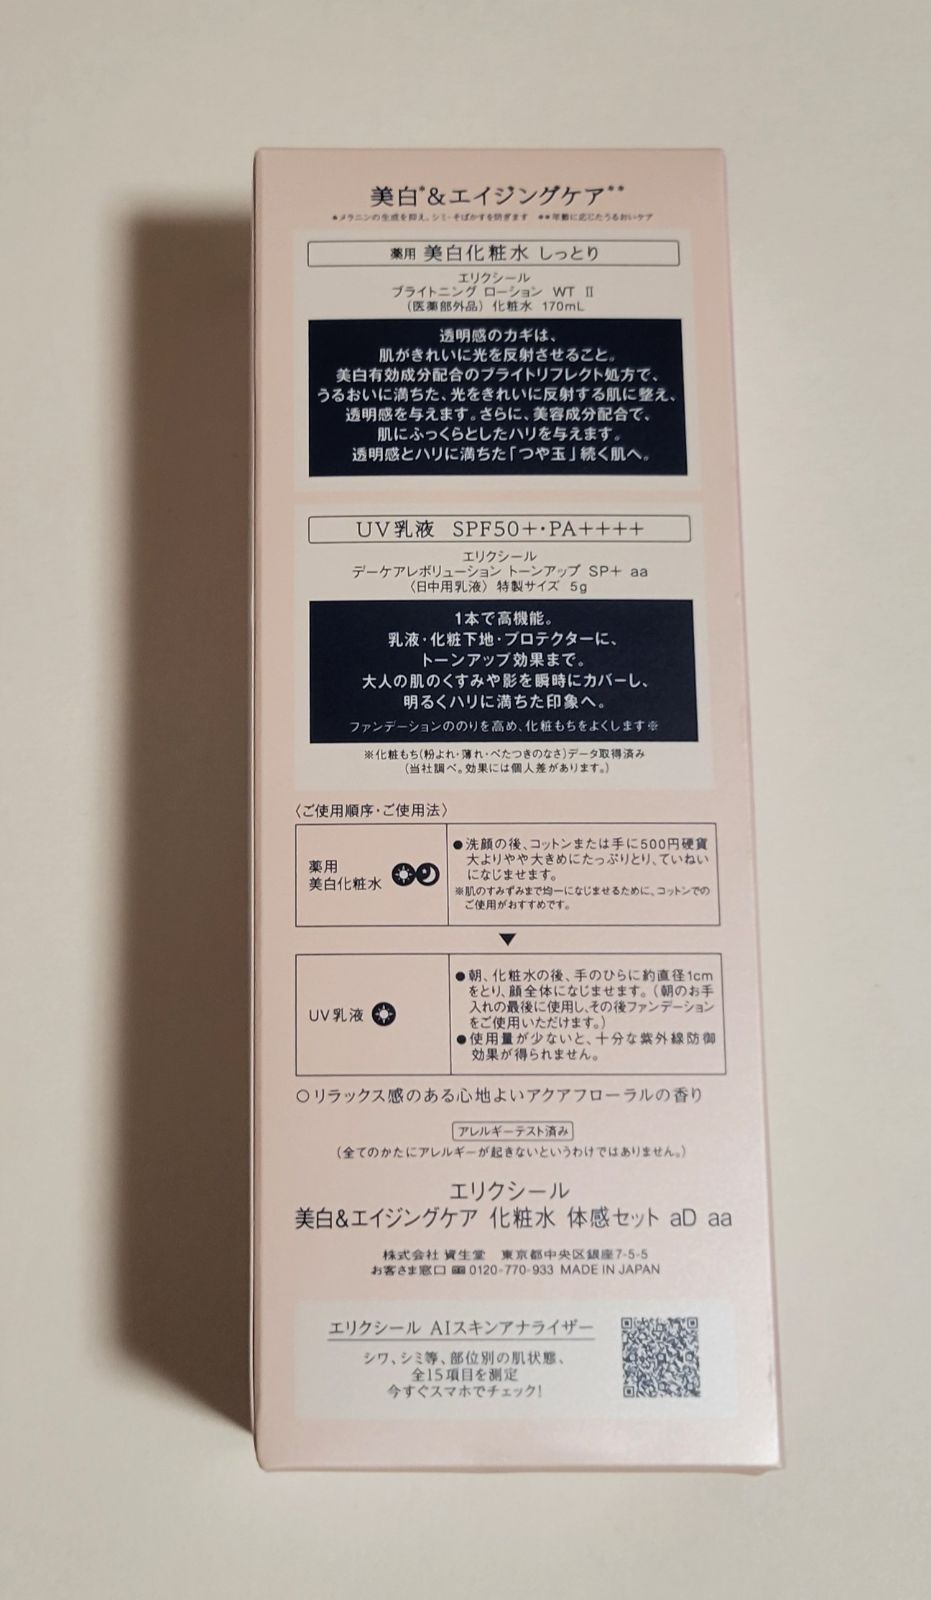 美白*&エイジングケア**
*メラニンの生成を抑え、シミ・そばかすを防ぎます **年齢に応じたうるおいケア
薬用 美白化粧水 しっとり
エリクシール
ブライトニング ローション WT Ⅱ
(医薬部外品) 化粧水 170mL
透明感のカギは、
肌がきれいに光を反射させること。
美白有効成分配合のブライトリフレクト処方で、
うるおいに満ちた、光をきれいに反射する肌に整え、
透明感を与えます。さらに、美容成分配合で、
肌にふっくらとしたハリを与えます。
透明感とハリに満ちた「つや玉」続く肌へ。
UV乳液 SPF50+・PA++++
エリクシール
デーケアレボリューション トーンアップ SP+ aa
〈日中用乳液〉 特製サイズ 5g
1本で高機能。
乳液・化粧下地・プロテクターに、
トーンアップ効果まで。
大人の肌のくすみや影を瞬時にカバーし、
明るくハリに満ちた印象へ。
ファンデーションののりを高め、化粧もちをよくします※
※化粧もち(粉よれ・薄れ・べたつきのなさ)データ取得済み
(当社調べ。効果には個人差があります。)
〈ご使用順序・ご使用法〉
薬用
美白化粧水
●洗顔の後、コットンまたは手に500円硬貨
大よりやや大きめにたっぷりとり、ていねい
になじませます。
※肌のすみずみまで均一になじませるために、コットンでの
ご使用がおすすめです。
▼
UV乳液
●朝、化粧水の後、手のひらに約直径1cm
をとり、顔全体になじませます。(朝のお手
入れの最後に使用し、その後ファンデーション
をご使用いただけます。)
●使用量が少ないと、十分な紫外線防御
効果が得られません。
○リラックス感のある心地よいアクアフローラルの香り
アレルギーテスト済み
(全てのかたにアレルギーが起きないというわけではありません。)
エリクシール
美白&エイジングケア 化粧水 体感セット aD aa
株式会社 資生堂 東京都中央区銀座7-5-5
お客さま窓口 0120-770-933 MADE IN JAPAN
エリクシール AIスキンアナライザー
シワ、シミ等、部位別の肌状態、
全15項目を測定
今すぐスマホでチェック!